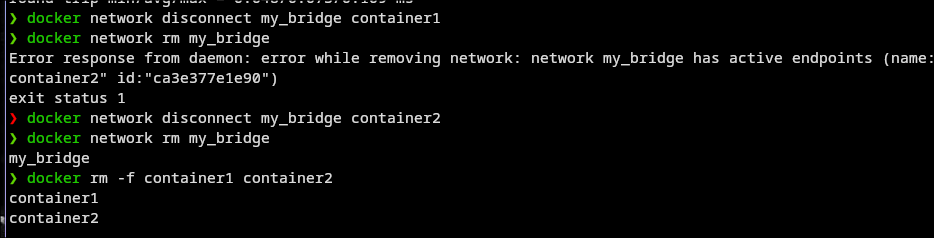 ❯ docker network disconnect my_bridge container1
❯ docker network rm my_bridge
Error response from daemon: error while removing network: network my_bridge has active endpoints (name:
container2" id:"ca3e377e1e90")
exit status 1
❯ docker network disconnect my_bridge container2
❯ docker network rm my_bridge
my_bridge
❯ docker rm -f container1 container2
container1
container2